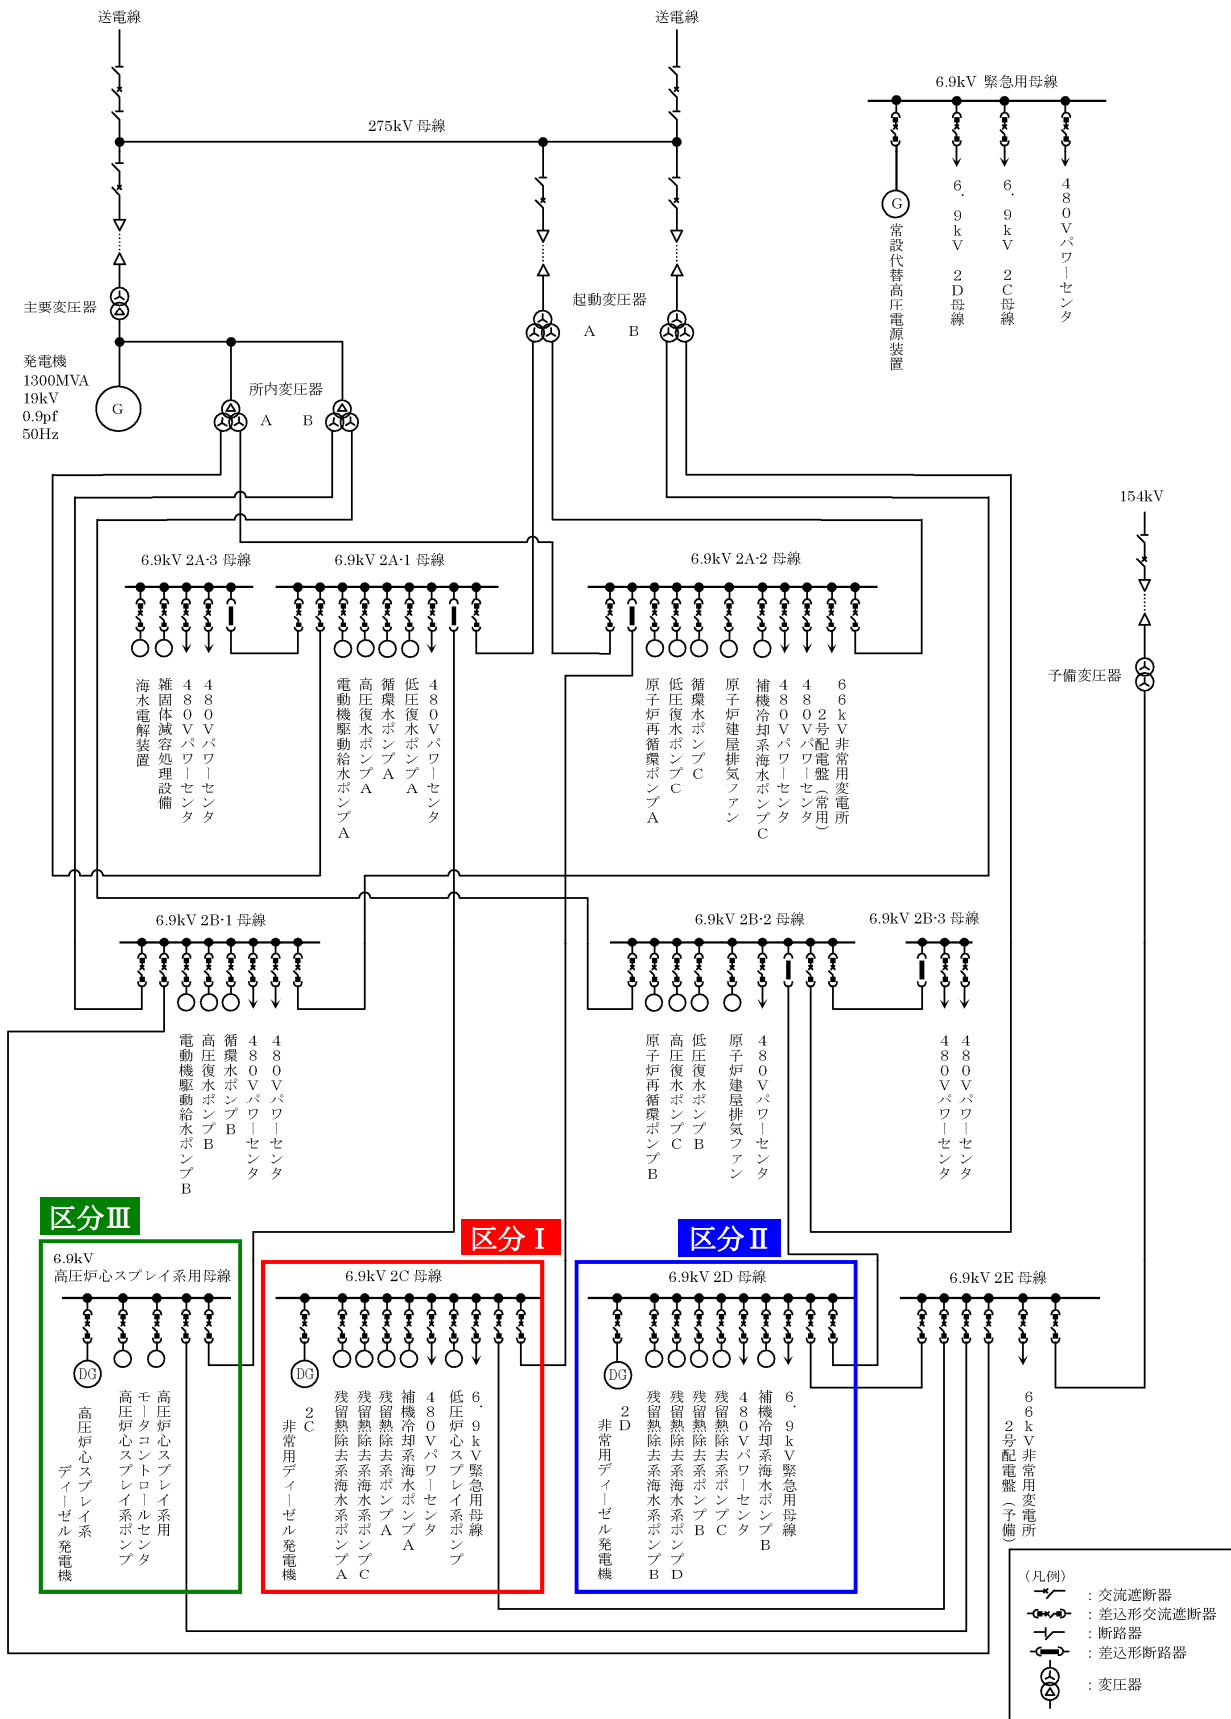 送電線
送電線
6.9kV 緊急用母線
275kV 母線
G
常設代替高圧電源装置
6．9kV 2D母線
6．9kV 2C母線
480Vパワーセンタ
主要変圧器
起動変圧器
A
B
発電機
1300MVA
19kV
0.9pf
50Hz
G
所内変圧器
A
B
154kV
予備変圧器
6.9kV 2A-3 母線
6.9kV 2A-1 母線
6.9kV 2A-2 母線
海水電解装置
雑固体減容処理設備
480Vパワーセンタ
480Vパワーセンタ
電動機駆動給水ポンプA
高圧復水ポンプA
循環水ポンプA
低圧復水ポンプA
480Vパワーセンタ
原子炉再循環ポンプA
低圧復水ポンプC
循環水ポンプC
原子炉建屋排気ファン
補機冷却系海水ポンプC
480Vパワーセンタ
480Vパワーセンタ
66kV非常用変電所
2号配電盤（常用）
6.9kV 2B-1 母線
6.9kV 2B-2 母線
6.9kV 2B-3 母線
電動機駆動給水ポンプB
高圧復水ポンプB
循環水ポンプB
480Vパワーセンタ
480Vパワーセンタ
原子炉再循環ポンプB
高圧復水ポンプC
低圧復水ポンプB
原子炉建屋排気ファン
480Vパワーセンタ
480Vパワーセンタ
480Vパワーセンタ
区分Ⅲ
区分Ⅰ
区分Ⅱ
6.9kV
高圧炉心スプレイ系用母線
6.9kV 2C 母線
6.9kV 2D 母線
6.9kV 2E 母線
DG
高圧炉心スプレイ系
ディーゼル発電機
高圧炉心スプレイ系ポンプ
高圧炉心スプレイ系用
モータコントロールセンタ
DG
2C
非常用ディーゼル発電機
残留熱除去系海水系ポンプA
残留熱除去系海水系ポンプC
残留熱除去系ポンプA
補機冷却系海水ポンプA
480Vパワーセンタ
低圧炉心スプレイ系ポンプ
6．9kV緊急用母線
DG
2D
非常用ディーゼル発電機
残留熱除去系海水系ポンプB
残留熱除去系海水系ポンプD
残留熱除去系ポンプB
残留熱除去系ポンプC
480Vパワーセンタ
補機冷却系海水ポンプB
6．9kV緊急用母線
66kV非常用変電所
2号配電盤（予備）
（凡例）
：交流遮断器
：差込形交流遮断器
：断路器
：差込形断路器
：変圧器